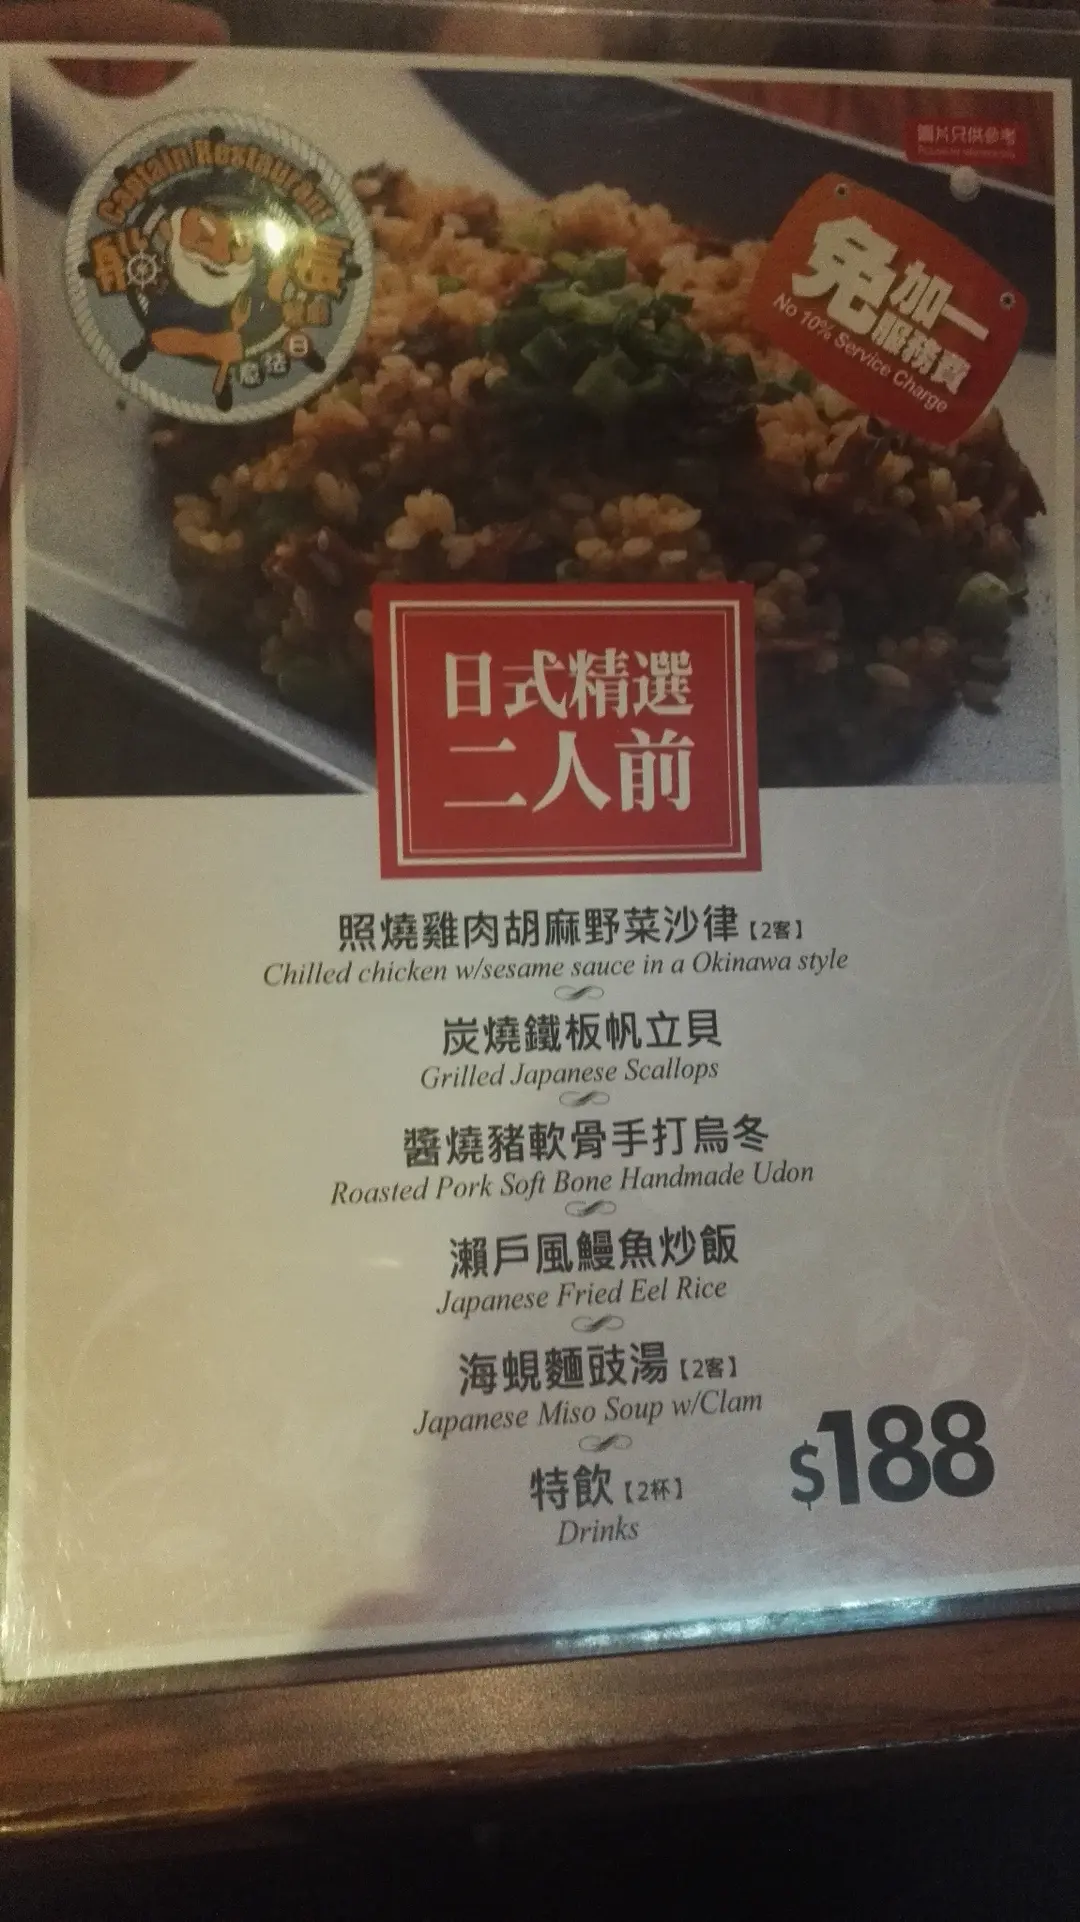 Captain Restaurant
船長
圖片只供參考
免加一
服務費
No 10% Service Charge
日式精選
二人前
照燒雞肉胡麻野菜沙律【2客】
Chilled chicken w/sesame sauce in a Okinawa style
炭燒鐵板帆立貝
Grilled Japanese Scallops
醬燒豬軟骨手打烏冬
Roasted Pork Soft Bone Handmade Udon
瀨戶風鰻魚炒飯
Japanese Fried Eel Rice
海蜆麵豉湯【2客】
Japanese Miso Soup w/Clam
特飲【2杯】
Drinks
$188